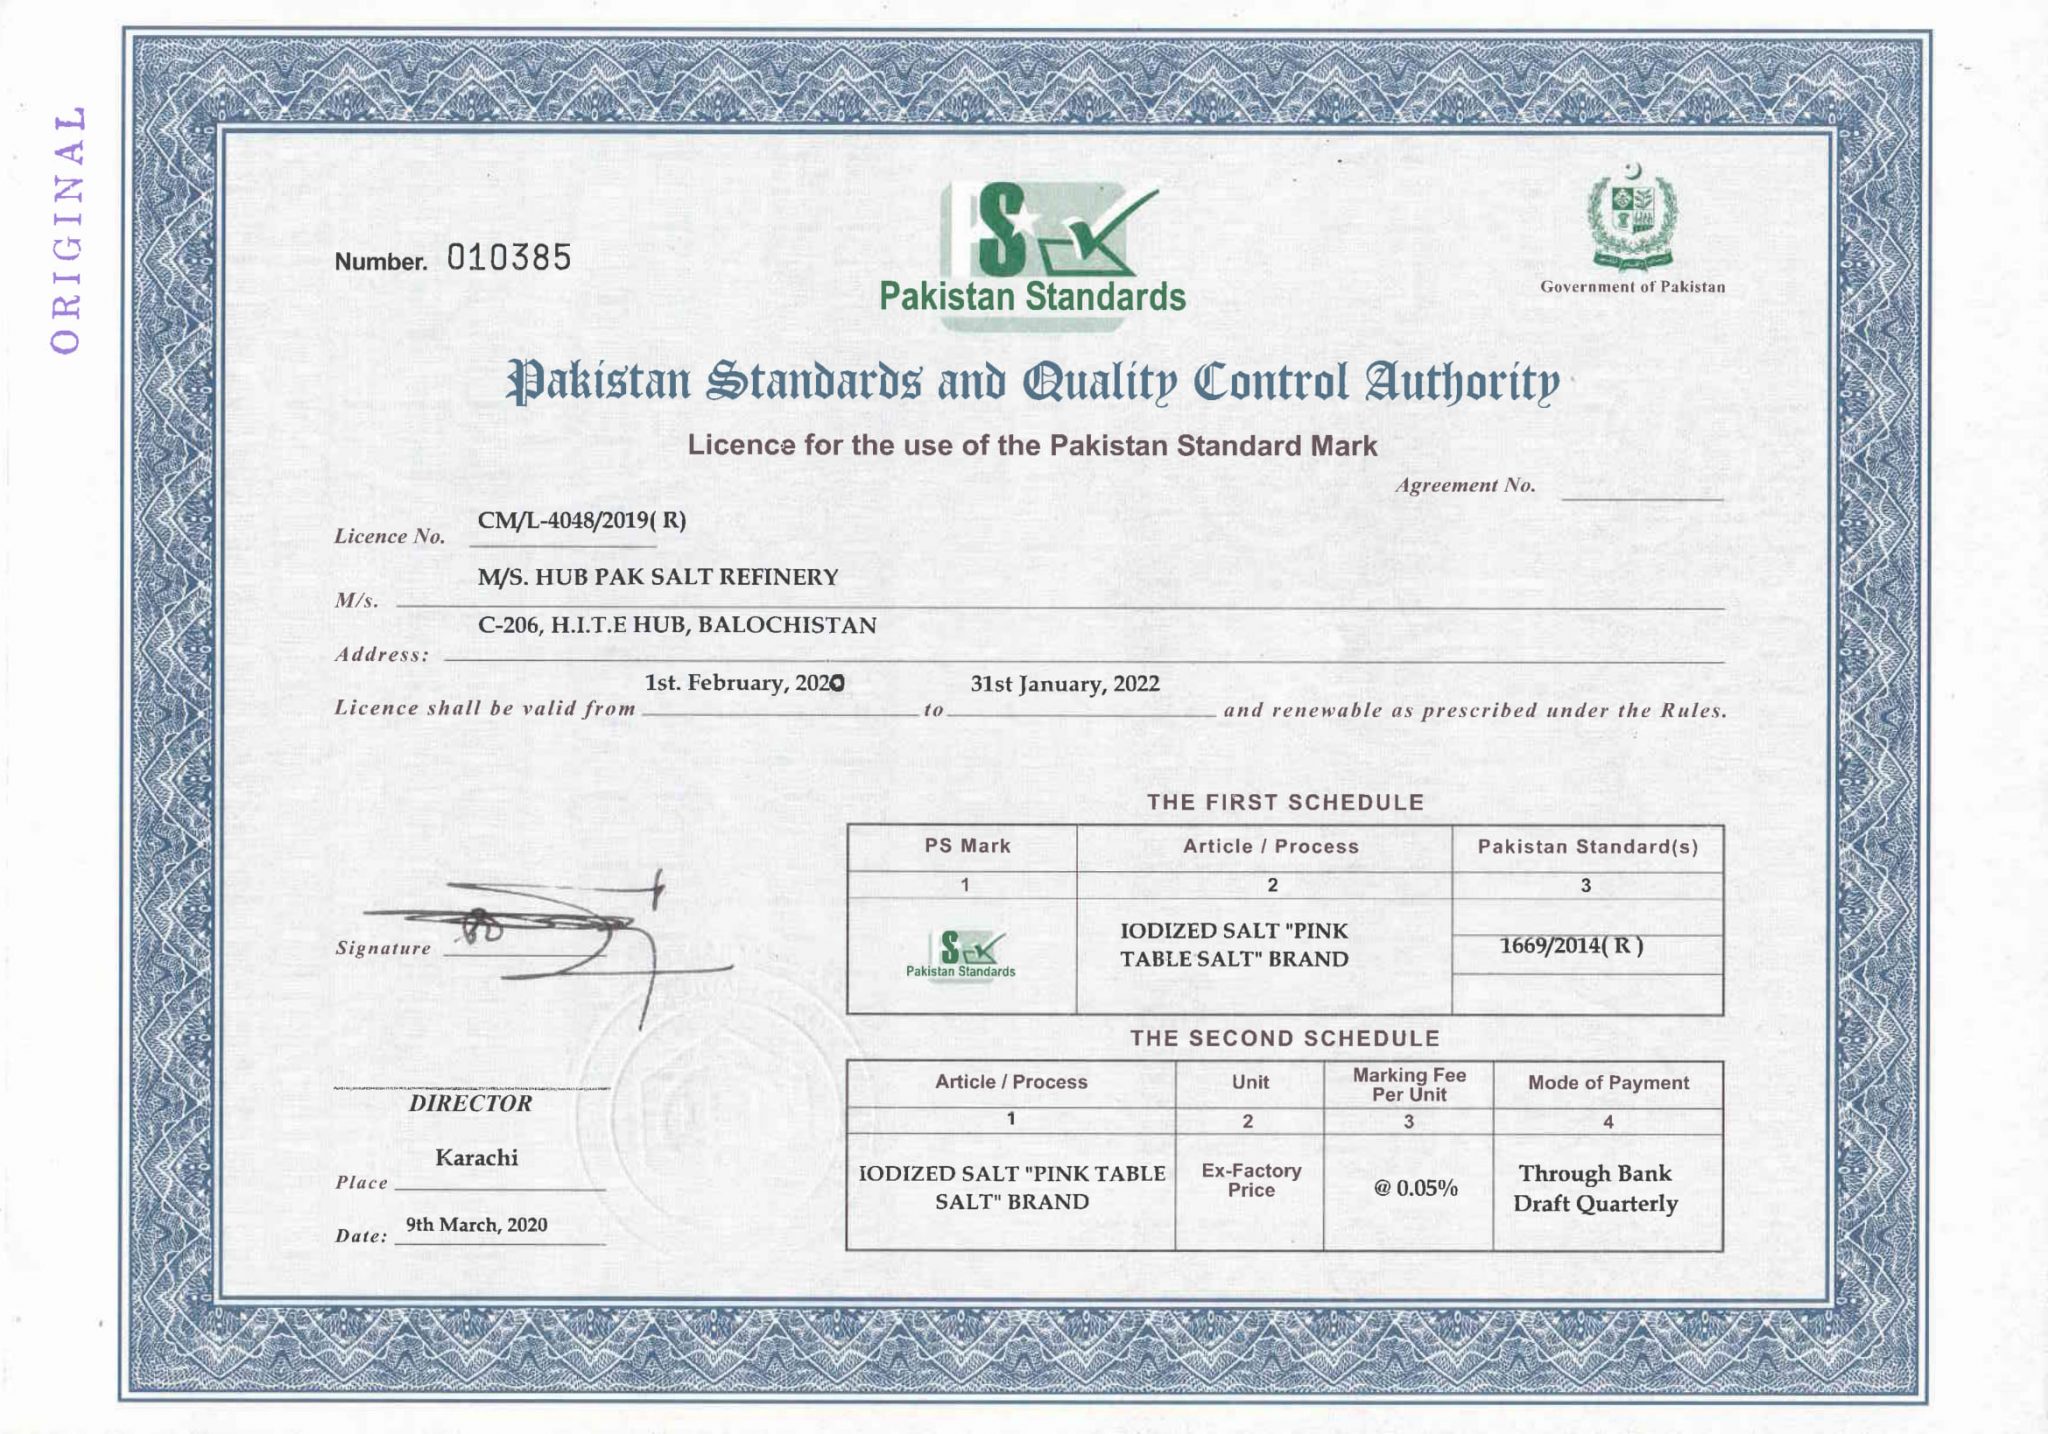 ORIGINAL
Number. 010385
PS
Pakistan Standards
Government of Pakistan
Pakistan Standards and Quality Control Authority
Licence for the use of the Pakistan Standard Mark
Agreement No.
Licence No. CM/L-4048/2019( R)
M/s. M/S. HUB PAK SALT REFINERY
Address: C-206, H.I.T.E HUB, BALOCHISTAN
Licence shall be valid from 1st. February, 2020 to 31st January, 2022 and renewable as prescribed under the Rules.
THE FIRST SCHEDULE
PS Mark Article / Process Pakistan Standard(s)
1 2 3
IODIZED SALT "PINK
TABLE SALT" BRAND
1669/2014( R )
S
Pakistan Standards
Signature
THE SECOND SCHEDULE
Article / Process Unit Marking Fee Per Unit Mode of Payment
1 2 3 4
IODIZED SALT "PINK TABLE
SALT" BRAND
Ex-Factory
Price
@ 0.05%
Through Bank
Draft Quarterly
DIRECTOR
Place Karachi
Date: 9th March, 2020